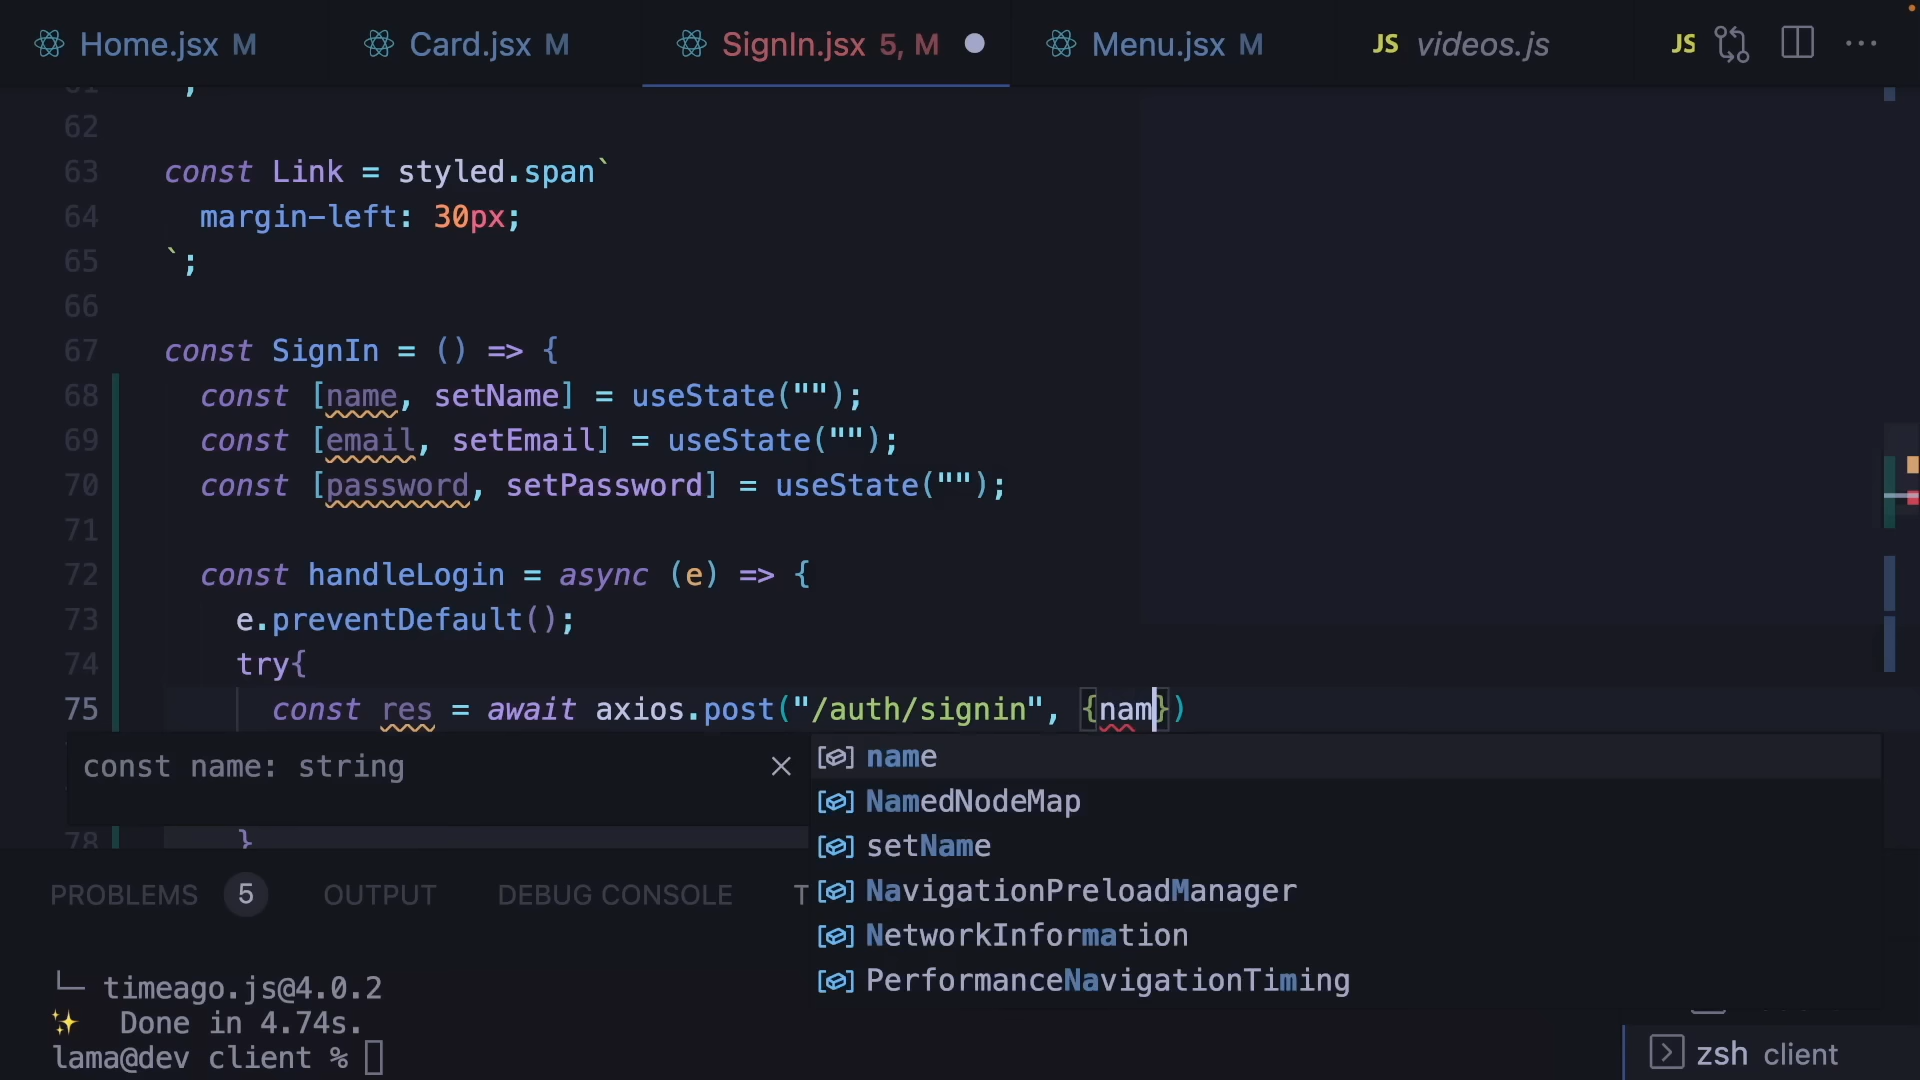 Home.jsx M Card.jsx M SignIn.jsx 5, M Menu.jsx M JS videos.js JS
61 ;
62
63 const Link = styled.span`
64 margin-left: 30px;
65 `;
66
67 const SignIn = () => {
68 const [name, setName] = useState("");
69 const [email, setEmail] = useState("");
70 const [password, setPassword] = useState("");
71
72 const handleLogin = async (e) => {
73 e.preventDefault();
74 try{
75 const res = await axios.post("/auth/signin", {nam})
const name: string
name
NamedNodeMap
setName
NavigationPreloadManager
NetworkInformation
PerformanceNavigationTiming
78 }
PROBLEMS 5 OUTPUT DEBUG CONSOLE T
└─ timeago.js@4.0.2
✨ Done in 4.74s.
lama@dev client %
zsh client